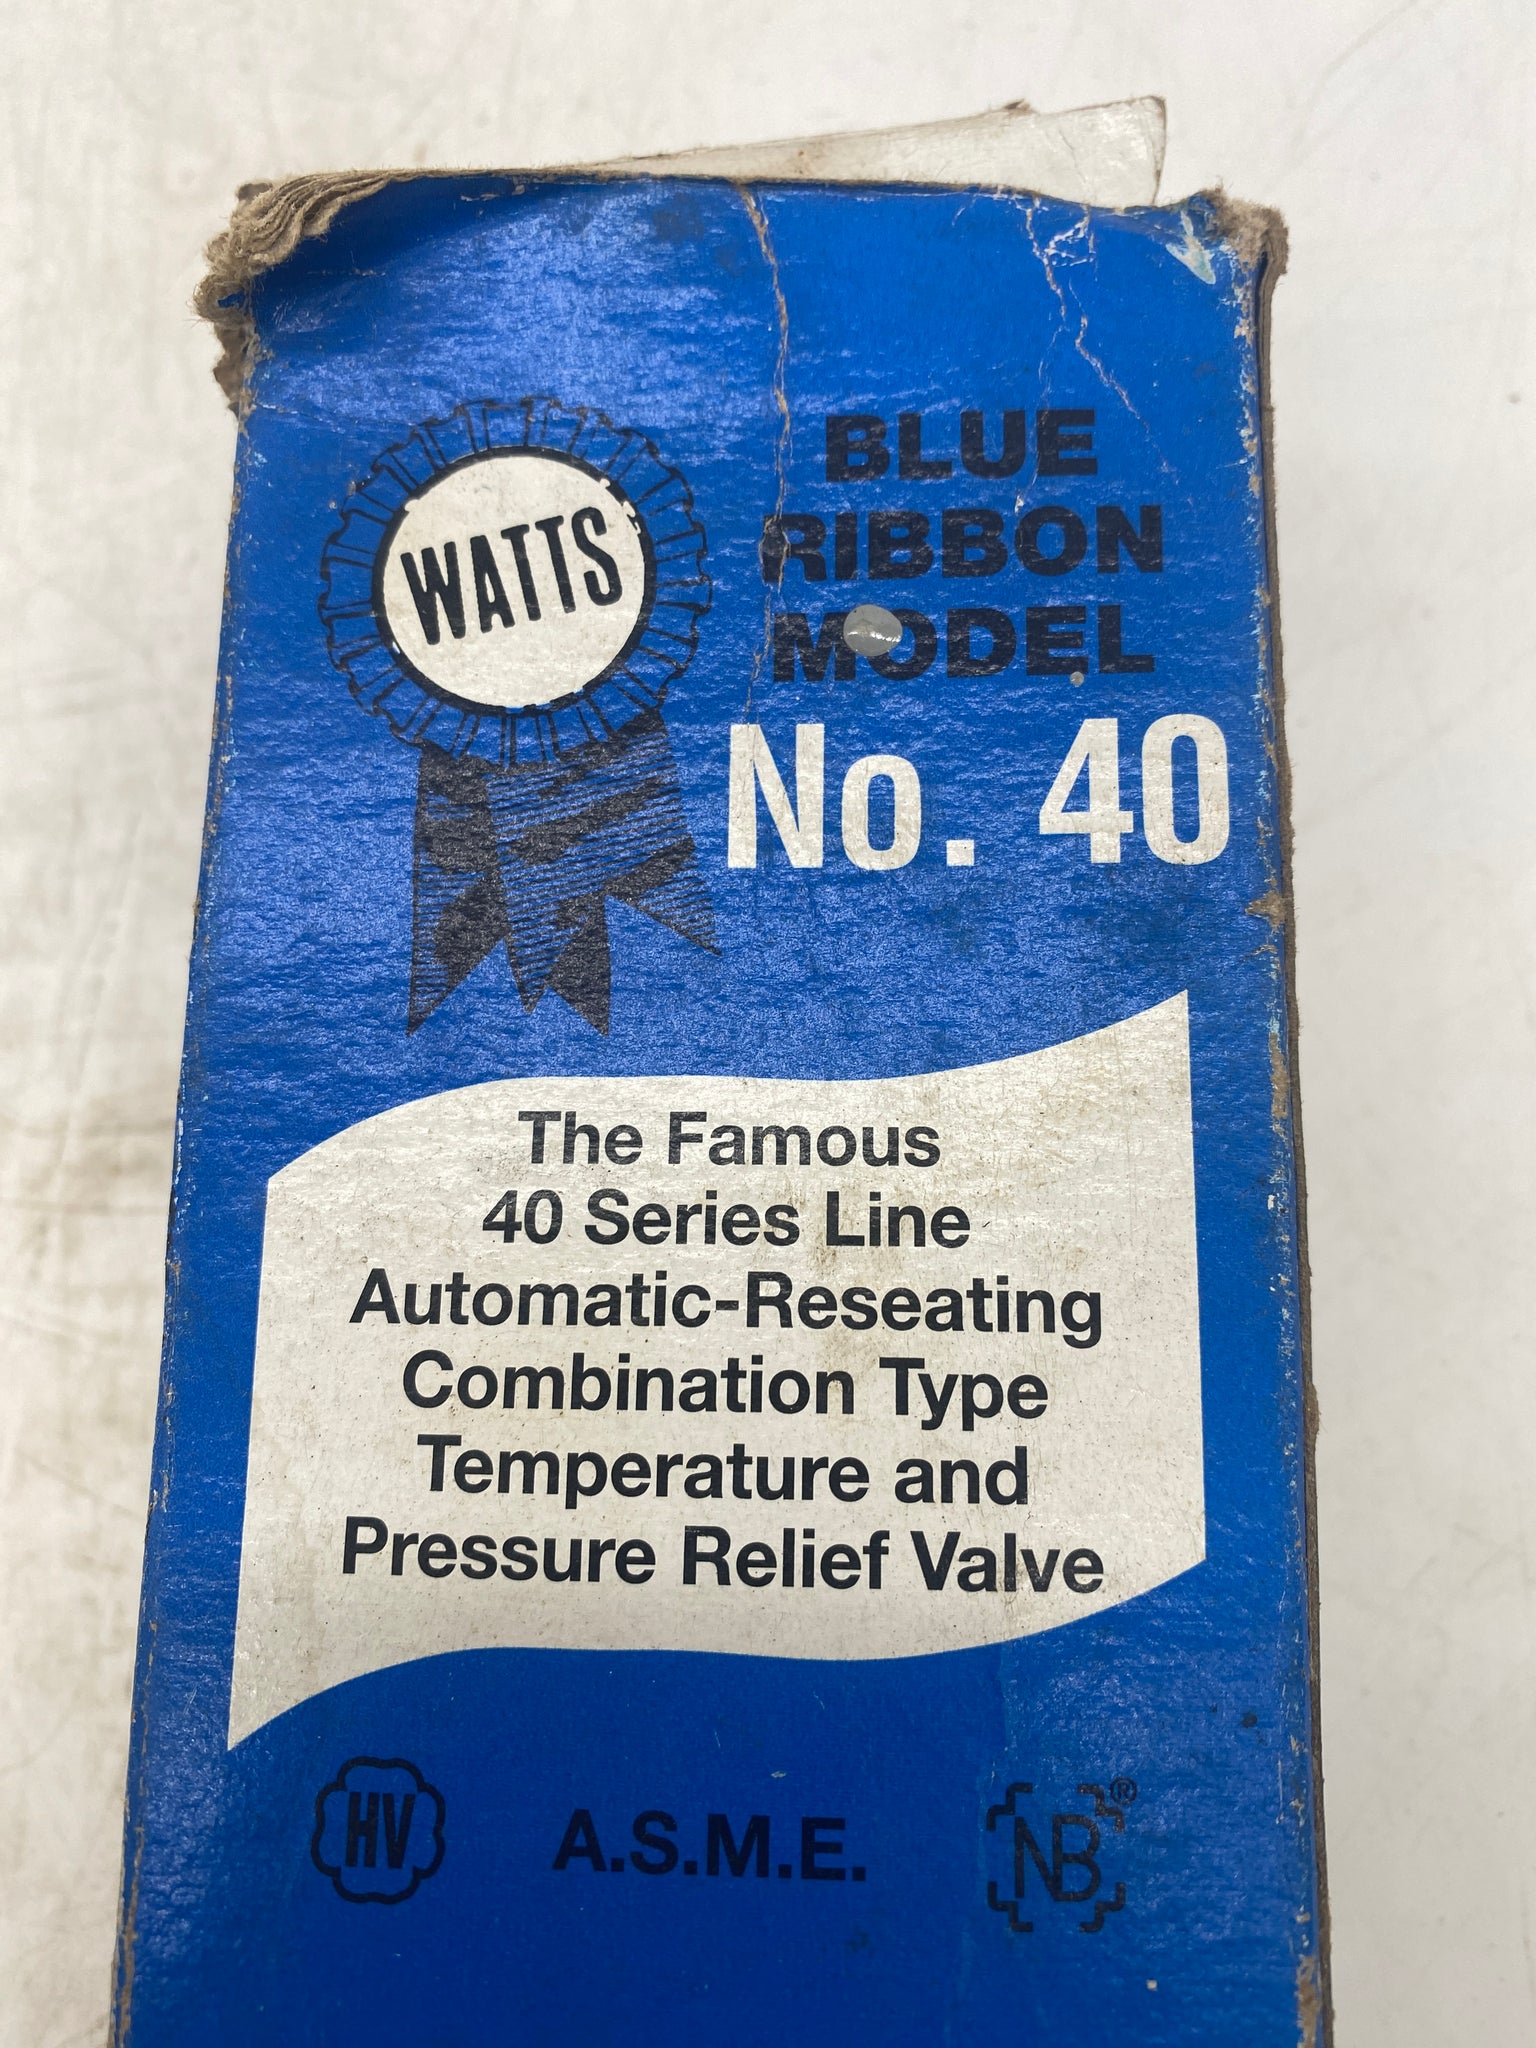 WATTS
BLUE
RIBBON
MODEL
No. 40
The Famous
40 Series Line
Automatic-Reseating
Combination Type
Temperature and
Pressure Relief Valve
HV
A.S.M.E.
NB®